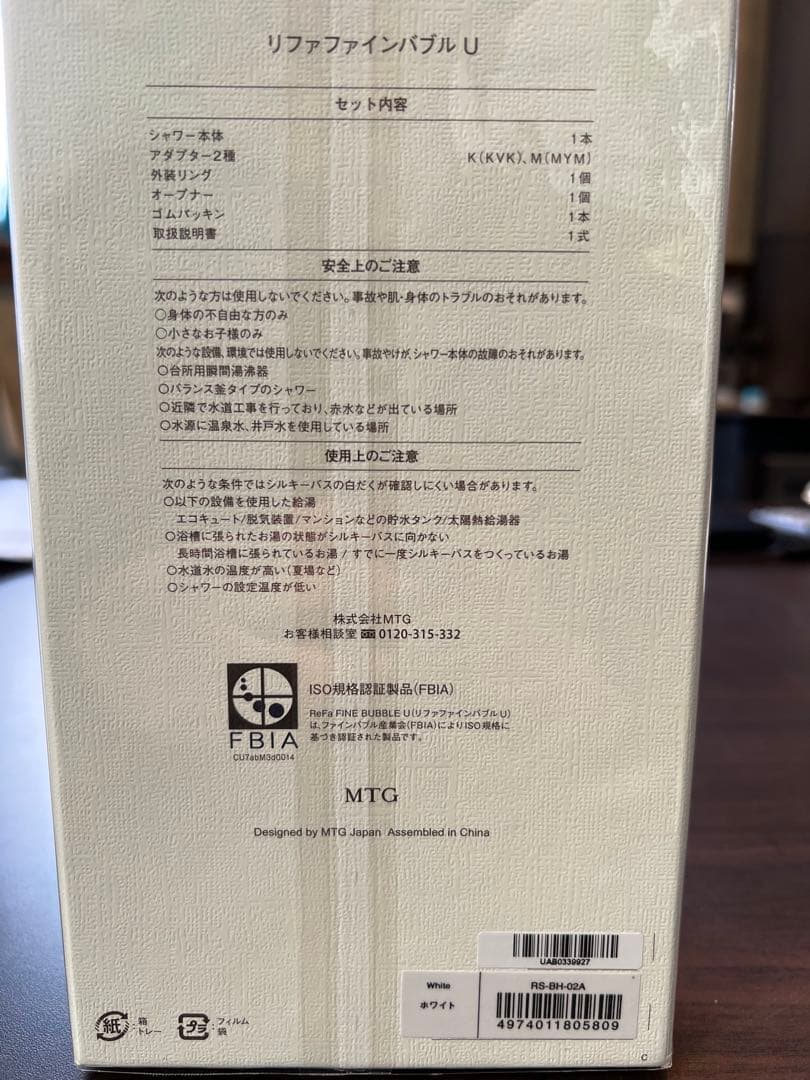 リファファインバブル U
セット内容
シャワー本体 1本
アダプター2種 K(KVK)、M(MYM)
外装リング 1個
オープナー 1個
ゴムパッキン 1本
取扱説明書 1式
安全上のご注意
次のような方は使用しないでください。事故や肌・身体のトラブルのおそれがあります。
○身体の不自由な方のみ
○小さなお子様のみ
次のような設備、環境では使用しないでください。事故やけが、シャワー本体の故障のおそれがあります。
○台所用瞬間湯沸器
○バランス釜タイプのシャワー
○近隣で水道工事を行っており、赤水などが出ている場所
○水源に温泉水、井戸水を使用している場所
使用上のご注意
次のような条件ではシルキーバスの白だくが確認しにくい場合があります。
○以下の設備を使用した給湯
エコキュート/脱気装置/マンションなどの貯水タンク/太陽熱給湯器
○浴槽に張られたお湯の状態がシルキーバスに向かない
長時間浴槽に張られているお湯 / すでに一度シルキーバスをつくっているお湯
○水道水の温度が高い(夏場など)
○シャワーの設定温度が低い
株式会社MTG
お客様相談室 0120-315-332
ISO規格認証製品(FBIA)
ReFa FINE BUBBLE U(リファファインバブル U)
は、ファインバブル産業会(FBIA)によりISO規格に
基づき認証された製品です。
FBIA
CU7abM3d0014
MTG
Designed by MTG Japan Assembled in China
UAB0339927
White
ホワイト
RS-BH-02A
4974011805809
紙 箱
トレー
プラ フィルム
袋
C